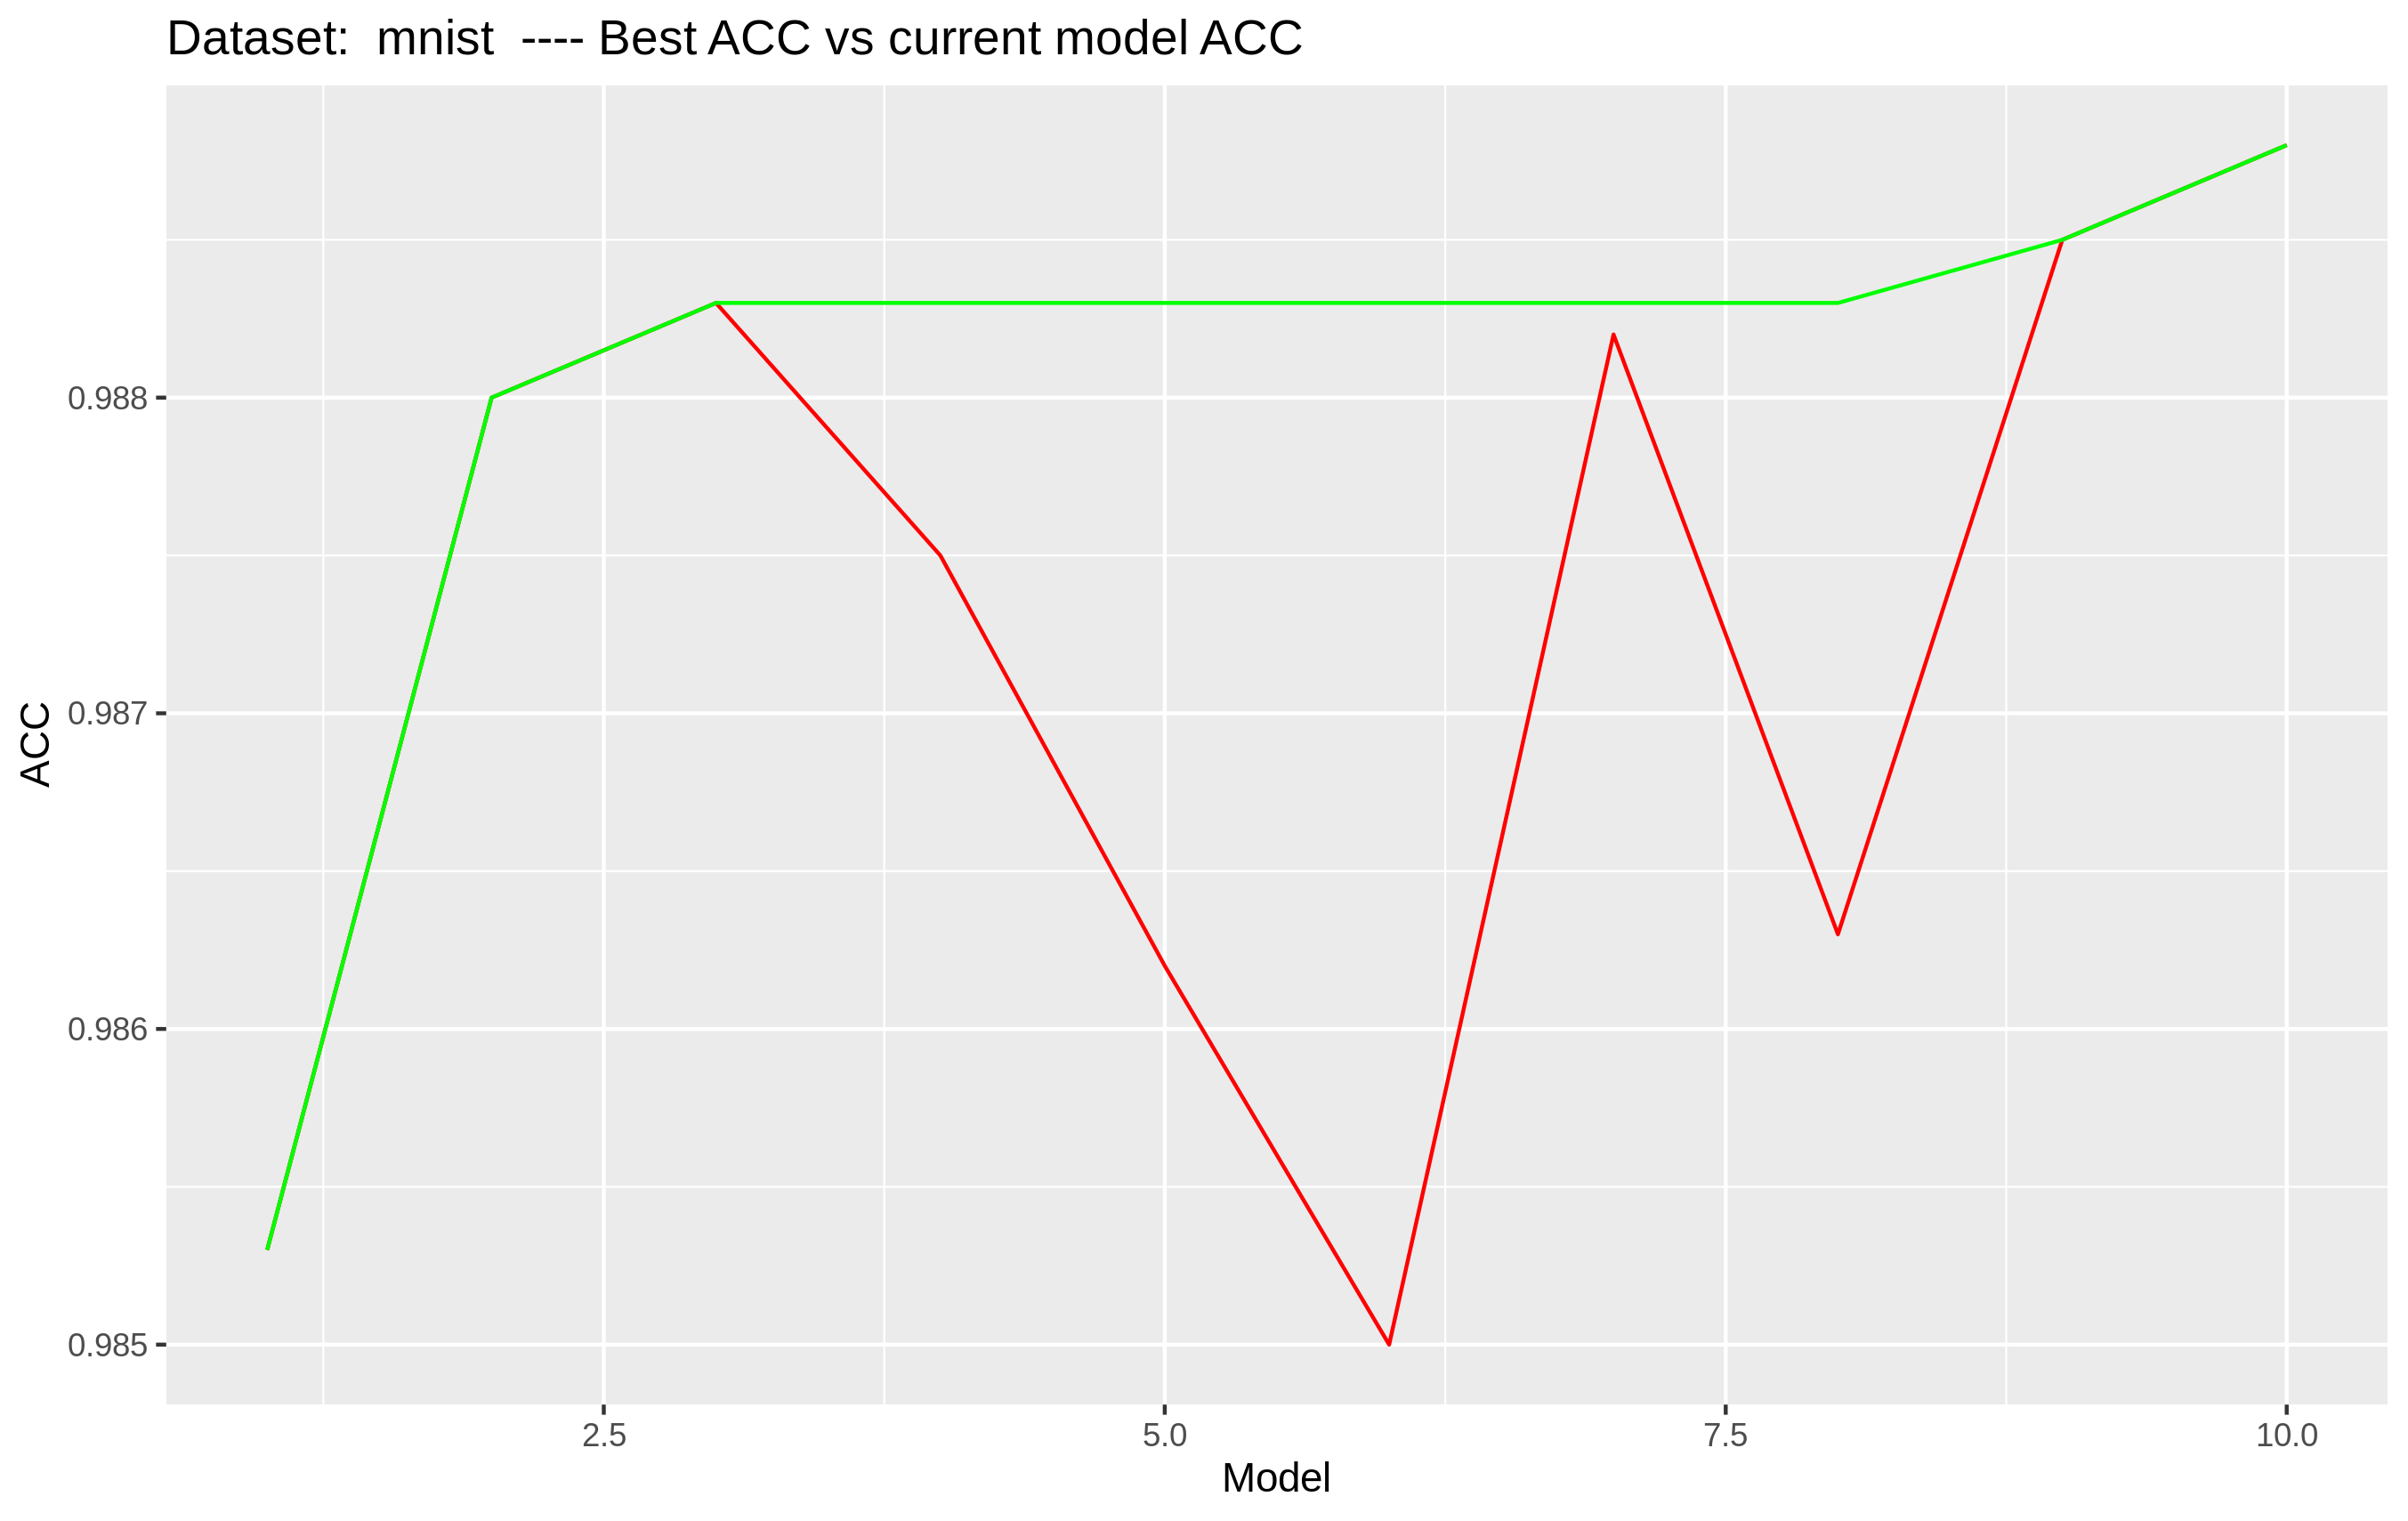 Dataset:  mnist  ---- Best ACC vs current model ACC
ACC
0.988
0.987
0.986
0.985
2.5 5.0 7.5 10.0
Model